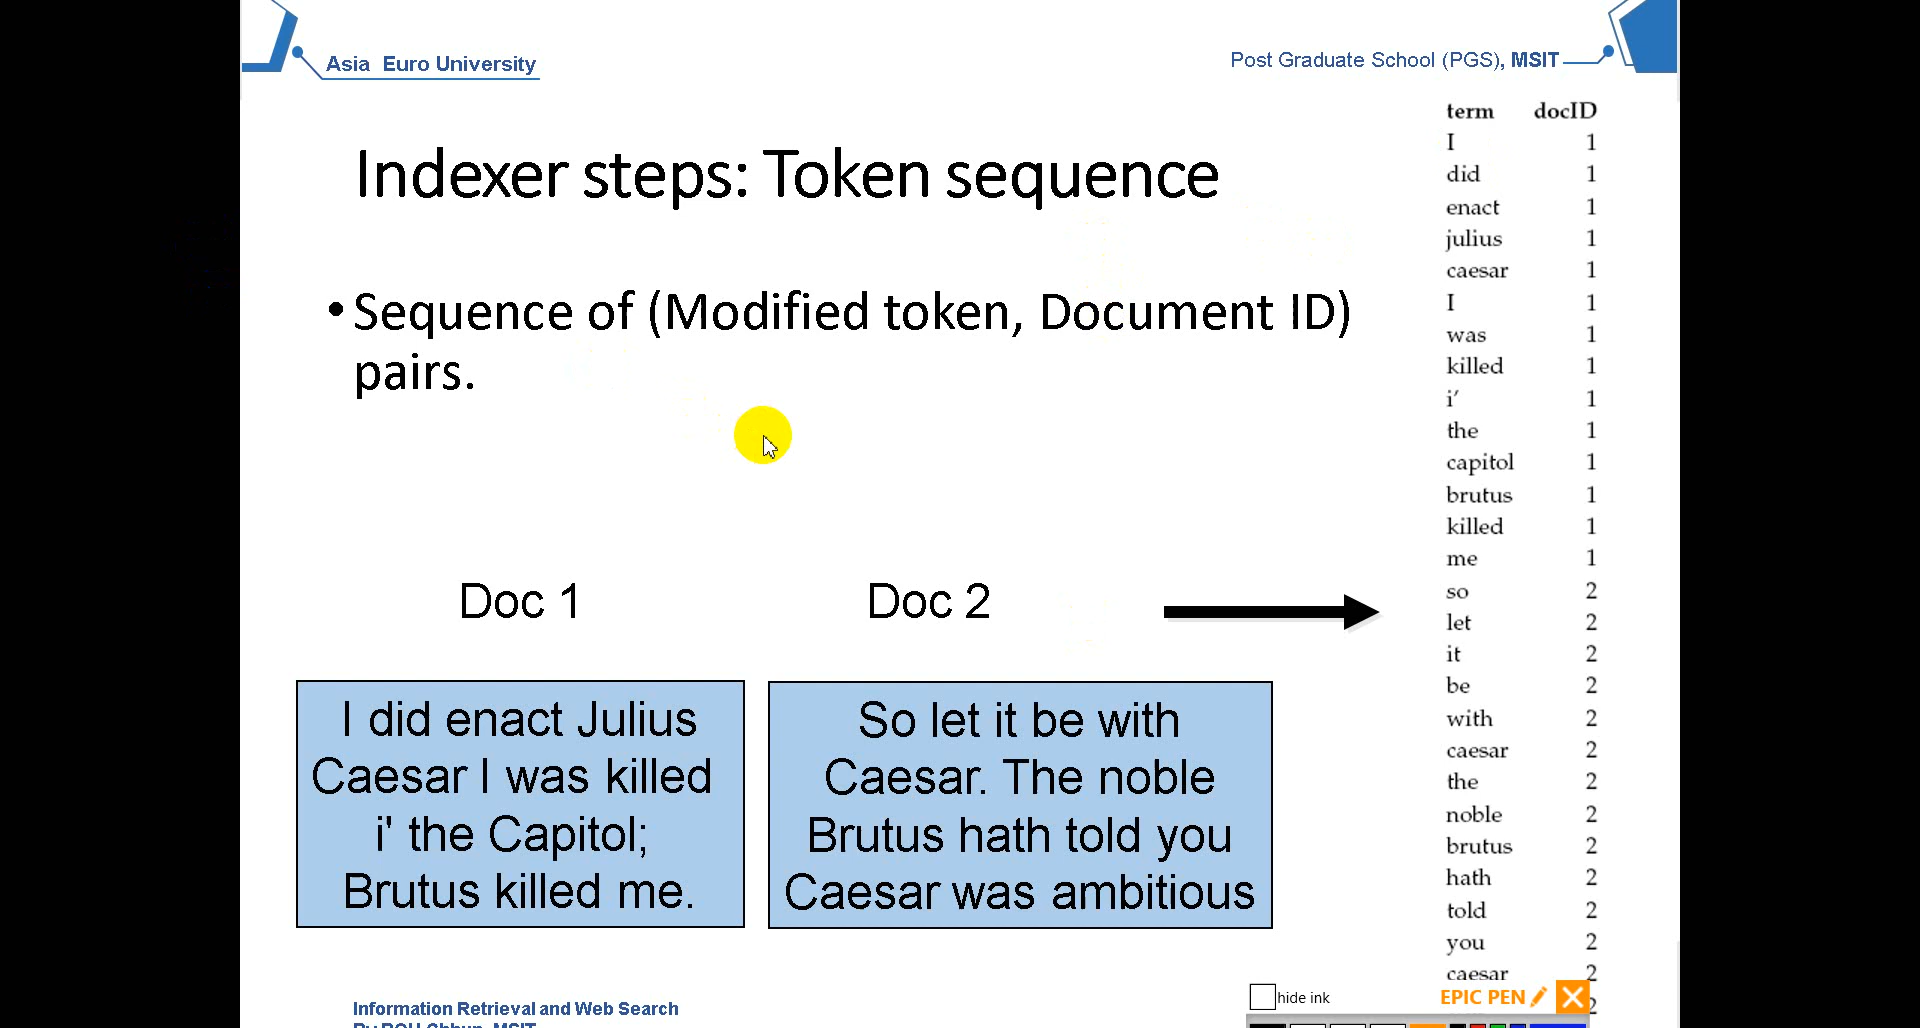 Asia Euro University
Post Graduate School (PGS), MSIT
Indexer steps: Token sequence
• Sequence of (Modified token, Document ID)
pairs.
Doc 1
Doc 2
I did enact Julius
Caesar I was killed
i' the Capitol;
Brutus killed me.
So let it be with
Caesar. The noble
Brutus hath told you
Caesar was ambitious
term docID
I 1
did 1
enact 1
julius 1
caesar 1
I 1
was 1
killed 1
i′ 1
the 1
capitol 1
brutus 1
killed 1
me 1
so 2
let 2
it 2
be 2
with 2
caesar 2
the 2
noble 2
brutus 2
hath 2
told 2
you 2
caesar 2
2
hide ink
EPIC PEN
Information Retrieval and Web Search